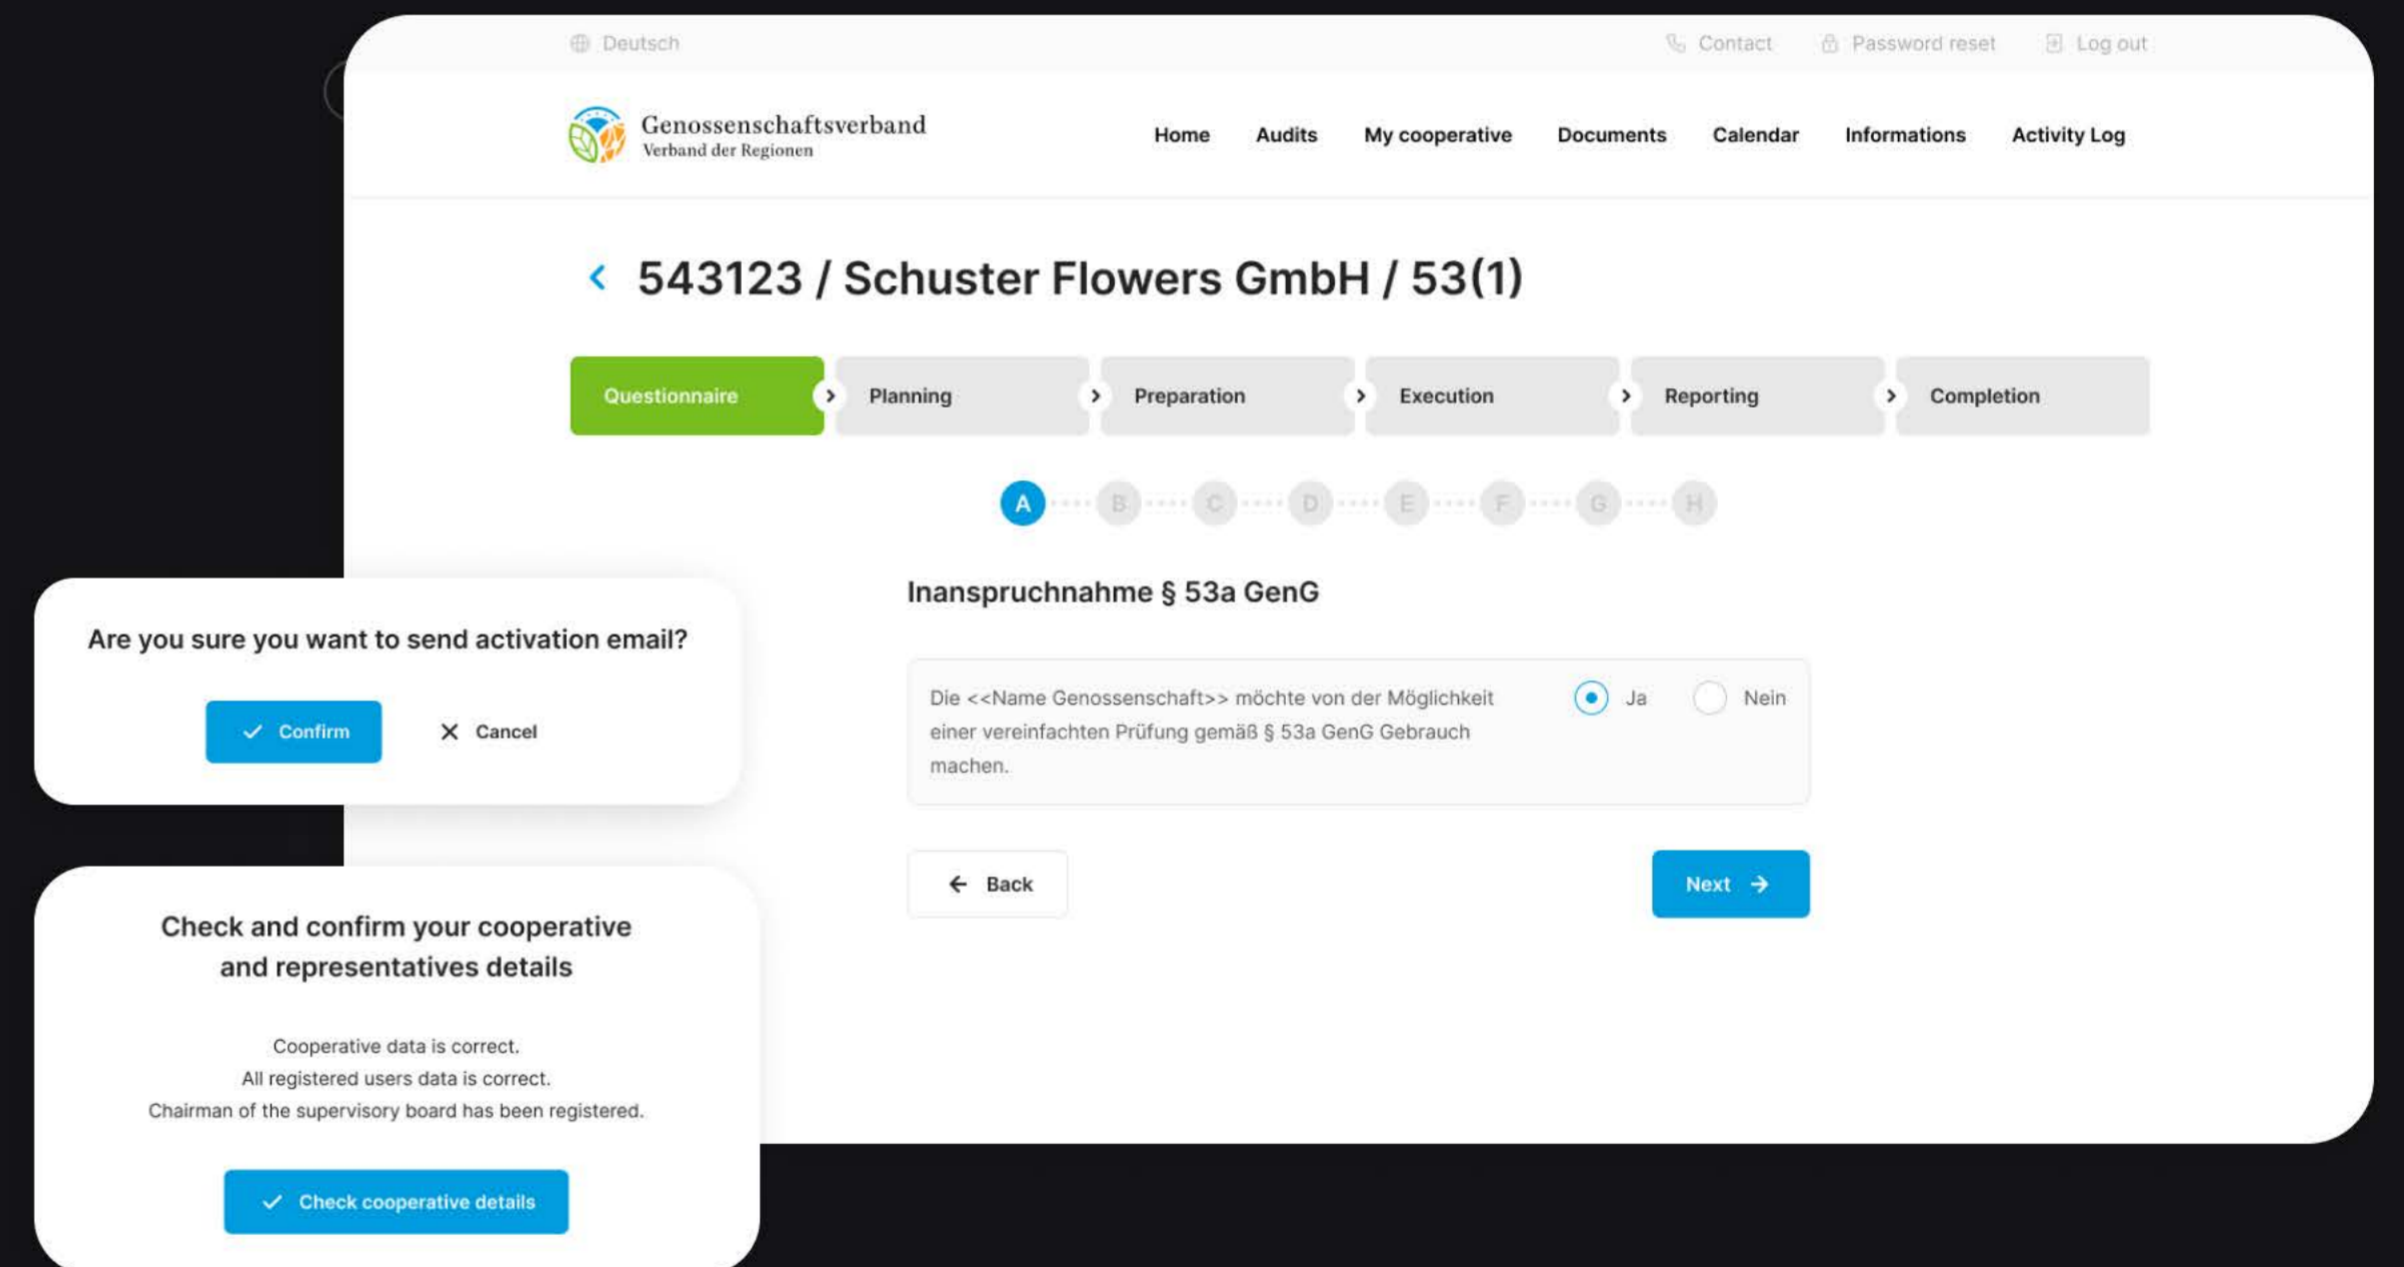 Deutsch
Contact
Password reset
Log out
Genossenschaftsverband
Verband der Regionen
Home
Audits
My cooperative
Documents
Calendar
Informations
Activity Log
543123 / Schuster Flowers GmbH / 53(1)
Questionnaire
Planning
Preparation
Execution
Reporting
Completion
A
B
C
D
E
F
G
H
Inanspruchnahme § 53a GenG
Die <<Name Genossenschaft>> möchte von der Möglichkeit
einer vereinfachten Prüfung gemäß § 53a GenG Gebrauch
machen.
Ja
Nein
Back
Next
Are you sure you want to send activation email?
Confirm
Cancel
Check and confirm your cooperative
and representatives details
Cooperative data is correct.
All registered users data is correct.
Chairman of the supervisory board has been registered.
Check cooperative details